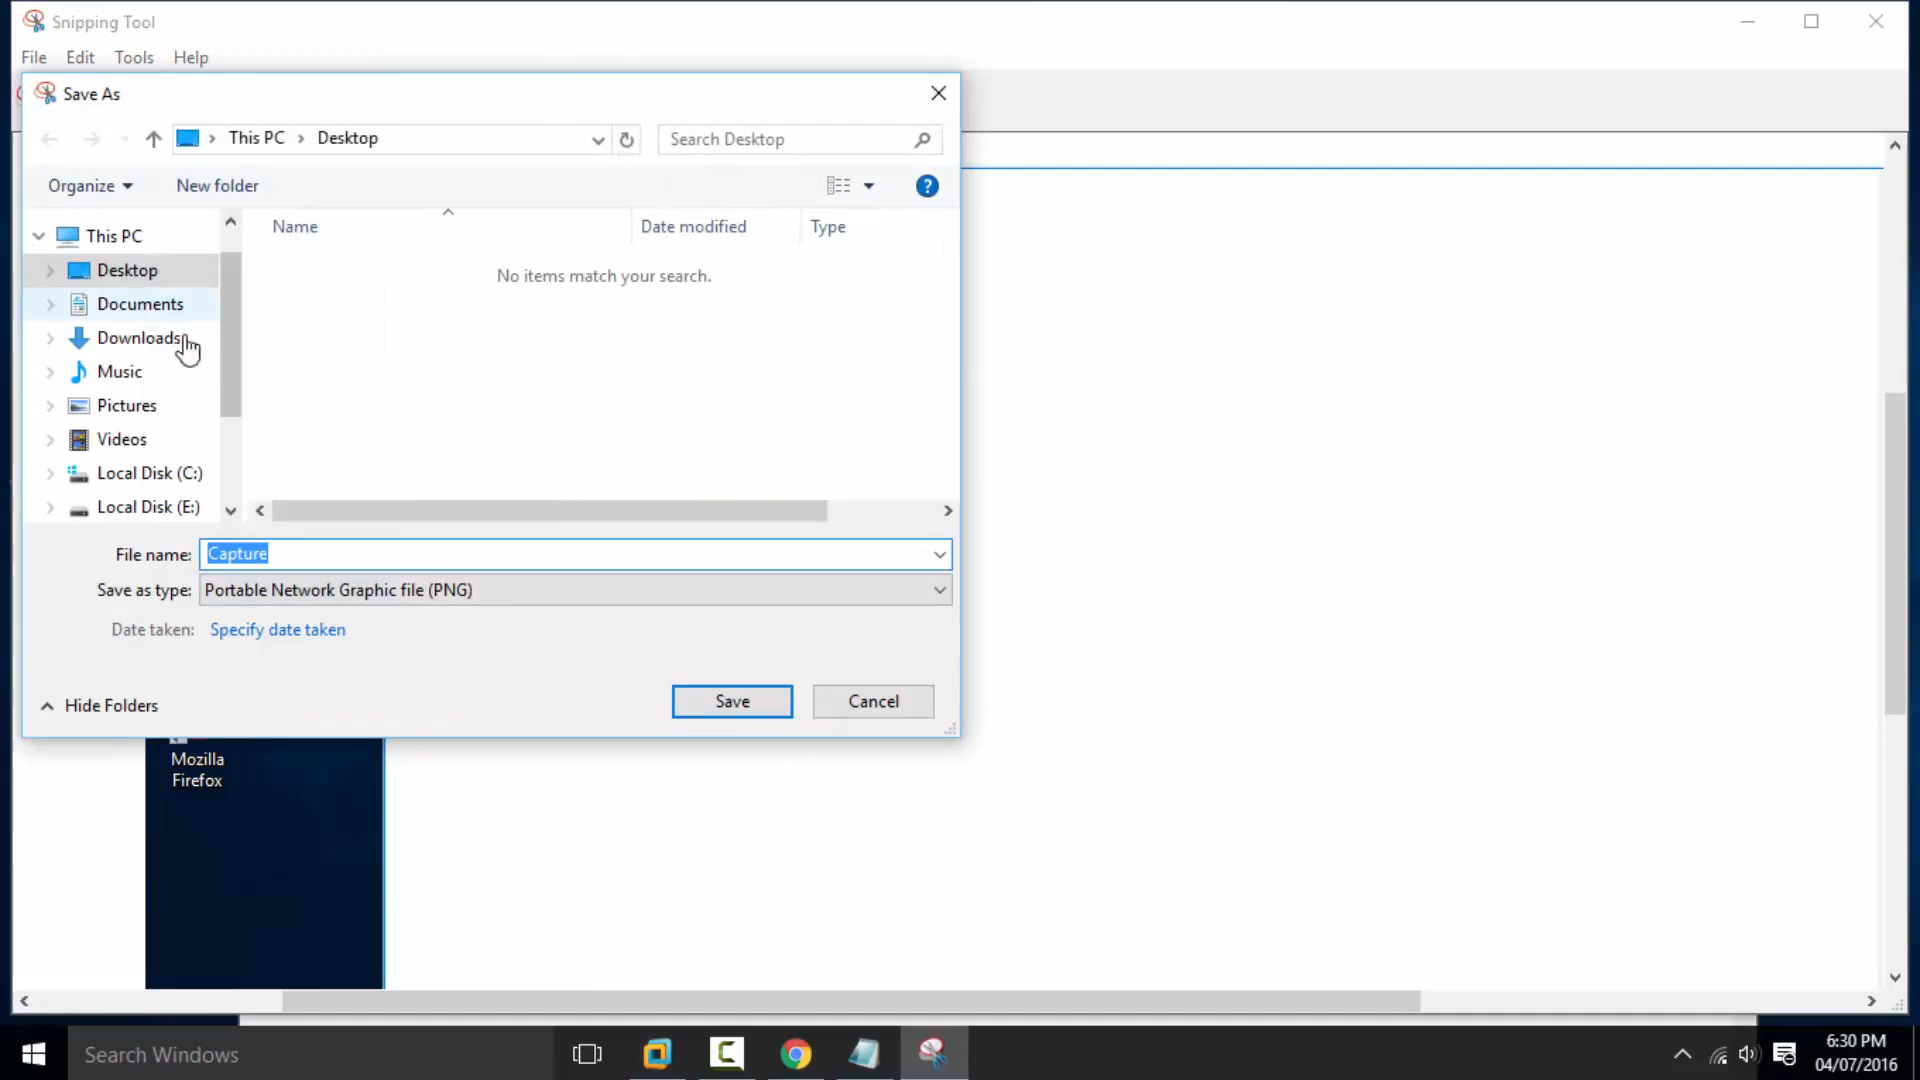 Snipping Tool
File Edit Tools Help
Save As
This PC Desktop
Search Desktop
Organize New folder
?
Name Date modified Type
No items match your search.
This PC
Desktop
Documents
Downloads
Music
Pictures
Videos
Local Disk (C:)
Local Disk (E:)
File name: Capture
Save as type: Portable Network Graphic file (PNG)
Date taken: Specify date taken
Hide Folders
Save Cancel
Mozilla
Firefox
Search Windows
6:30 PM
04/07/2016